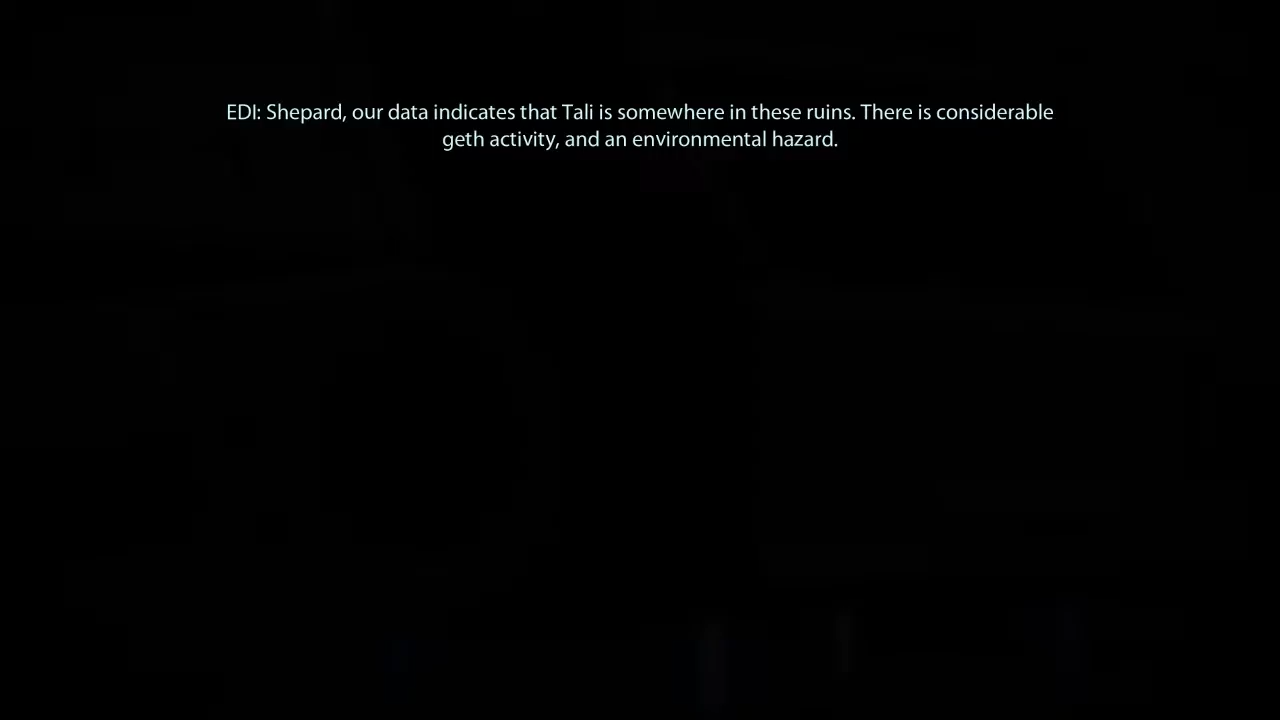 EDI: Shepard, our data indicates that Tali is somewhere in these ruins. There is considerable
geth activity, and an environmental hazard.